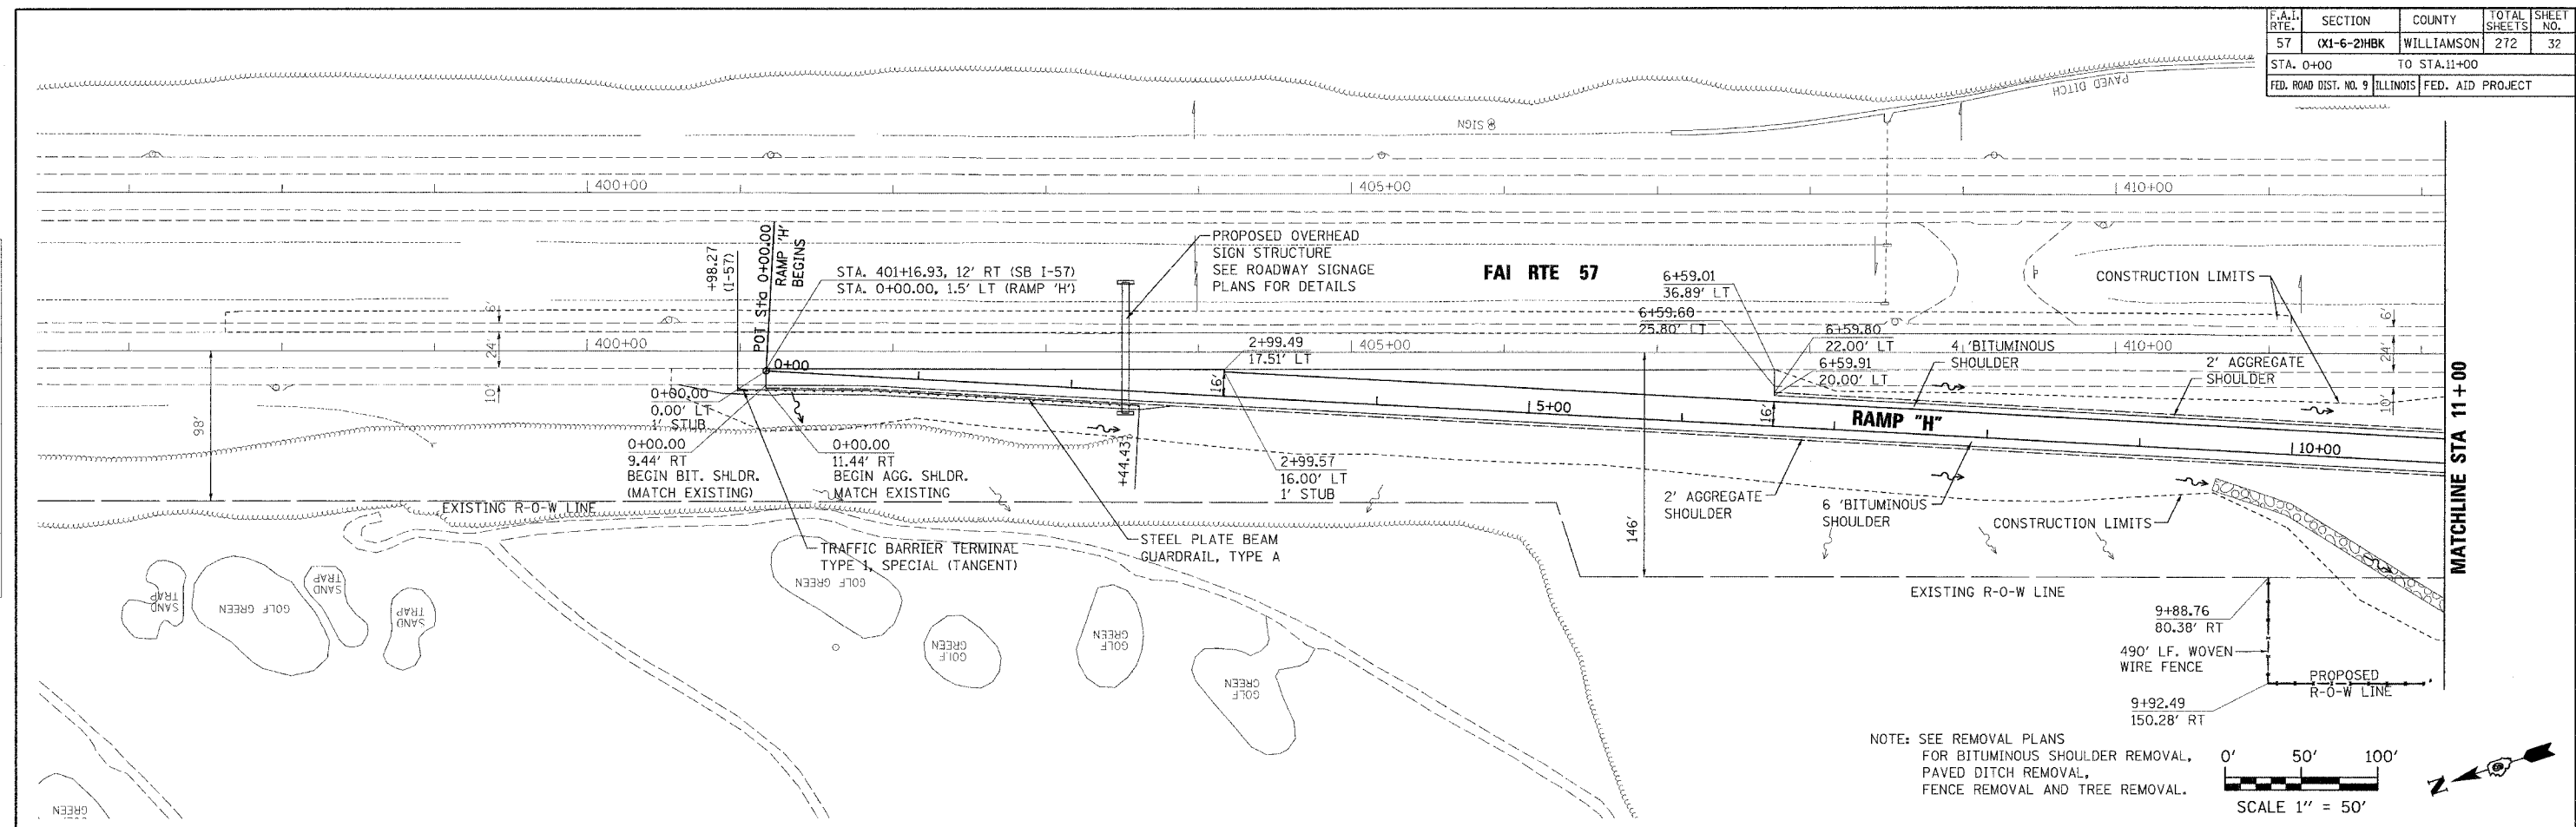 F.A.I. RTE. SECTION COUNTY TOTAL SHEETS SHEET NO.
57 (X1-6-2)HBK WILLIAMSON 272 32
STA. 0+00 TO STA.11+00
FED. ROAD DIST. NO. 9 ILLINOIS FED. AID PROJECT
PAVED DITCH
SIGN
400+00
405+00
410+00
+98.27
(I-57)
POT Sta 0+00.00
RAMP 'H'
BEGINS
STA. 401+16.93, 12' RT (SB I-57)
STA. 0+00.00, 1.5' LT (RAMP 'H')
PROPOSED OVERHEAD
SIGN STRUCTURE
SEE ROADWAY SIGNAGE
PLANS FOR DETAILS
FAI RTE 57
6+59.01
36.89' LT
6+59.60
25.80' LT
6+59.80
22.00' LT
6+59.91
20.00' LT
4 'BITUMINOUS
SHOULDER
CONSTRUCTION LIMITS
2' AGGREGATE
SHOULDER
6'
24'
10'
98'
400+00
405+00
410+00
6'
24'
10'
0+00
2+99.49
17.51' LT
16'
16'
5+00
RAMP "H"
10+00
MATCHLINE STA 11+00
0+00.00
0.00' LT
1' STUB
0+00.00
9.44' RT
BEGIN BIT. SHLDR.
(MATCH EXISTING)
0+00.00
11.44' RT
BEGIN AGG. SHLDR.
MATCH EXISTING
+44.43
2+99.57
16.00' LT
1' STUB
146'
2' AGGREGATE
SHOULDER
6 'BITUMINOUS
SHOULDER
CONSTRUCTION LIMITS
EXISTING R-O-W LINE
TRAFFIC BARRIER TERMINAL
TYPE 1, SPECIAL (TANGENT)
STEEL PLATE BEAM
GUARDRAIL, TYPE A
EXISTING R-O-W LINE
SAND
TRAP
GOLF GREEN
SAND
TRAP
SAND
TRAP
GOLF GREEN
GOLF
GREEN
GOLF
GREEN
GOLF
GREEN
GREEN
9+88.76
80.38' RT
490' LF. WOVEN
WIRE FENCE
PROPOSED
R-O-W LINE
9+92.49
150.28' RT
NOTE: SEE REMOVAL PLANS
FOR BITUMINOUS SHOULDER REMOVAL,
PAVED DITCH REMOVAL,
FENCE REMOVAL AND TREE REMOVAL.
0' 50' 100'
SCALE 1" = 50'
N